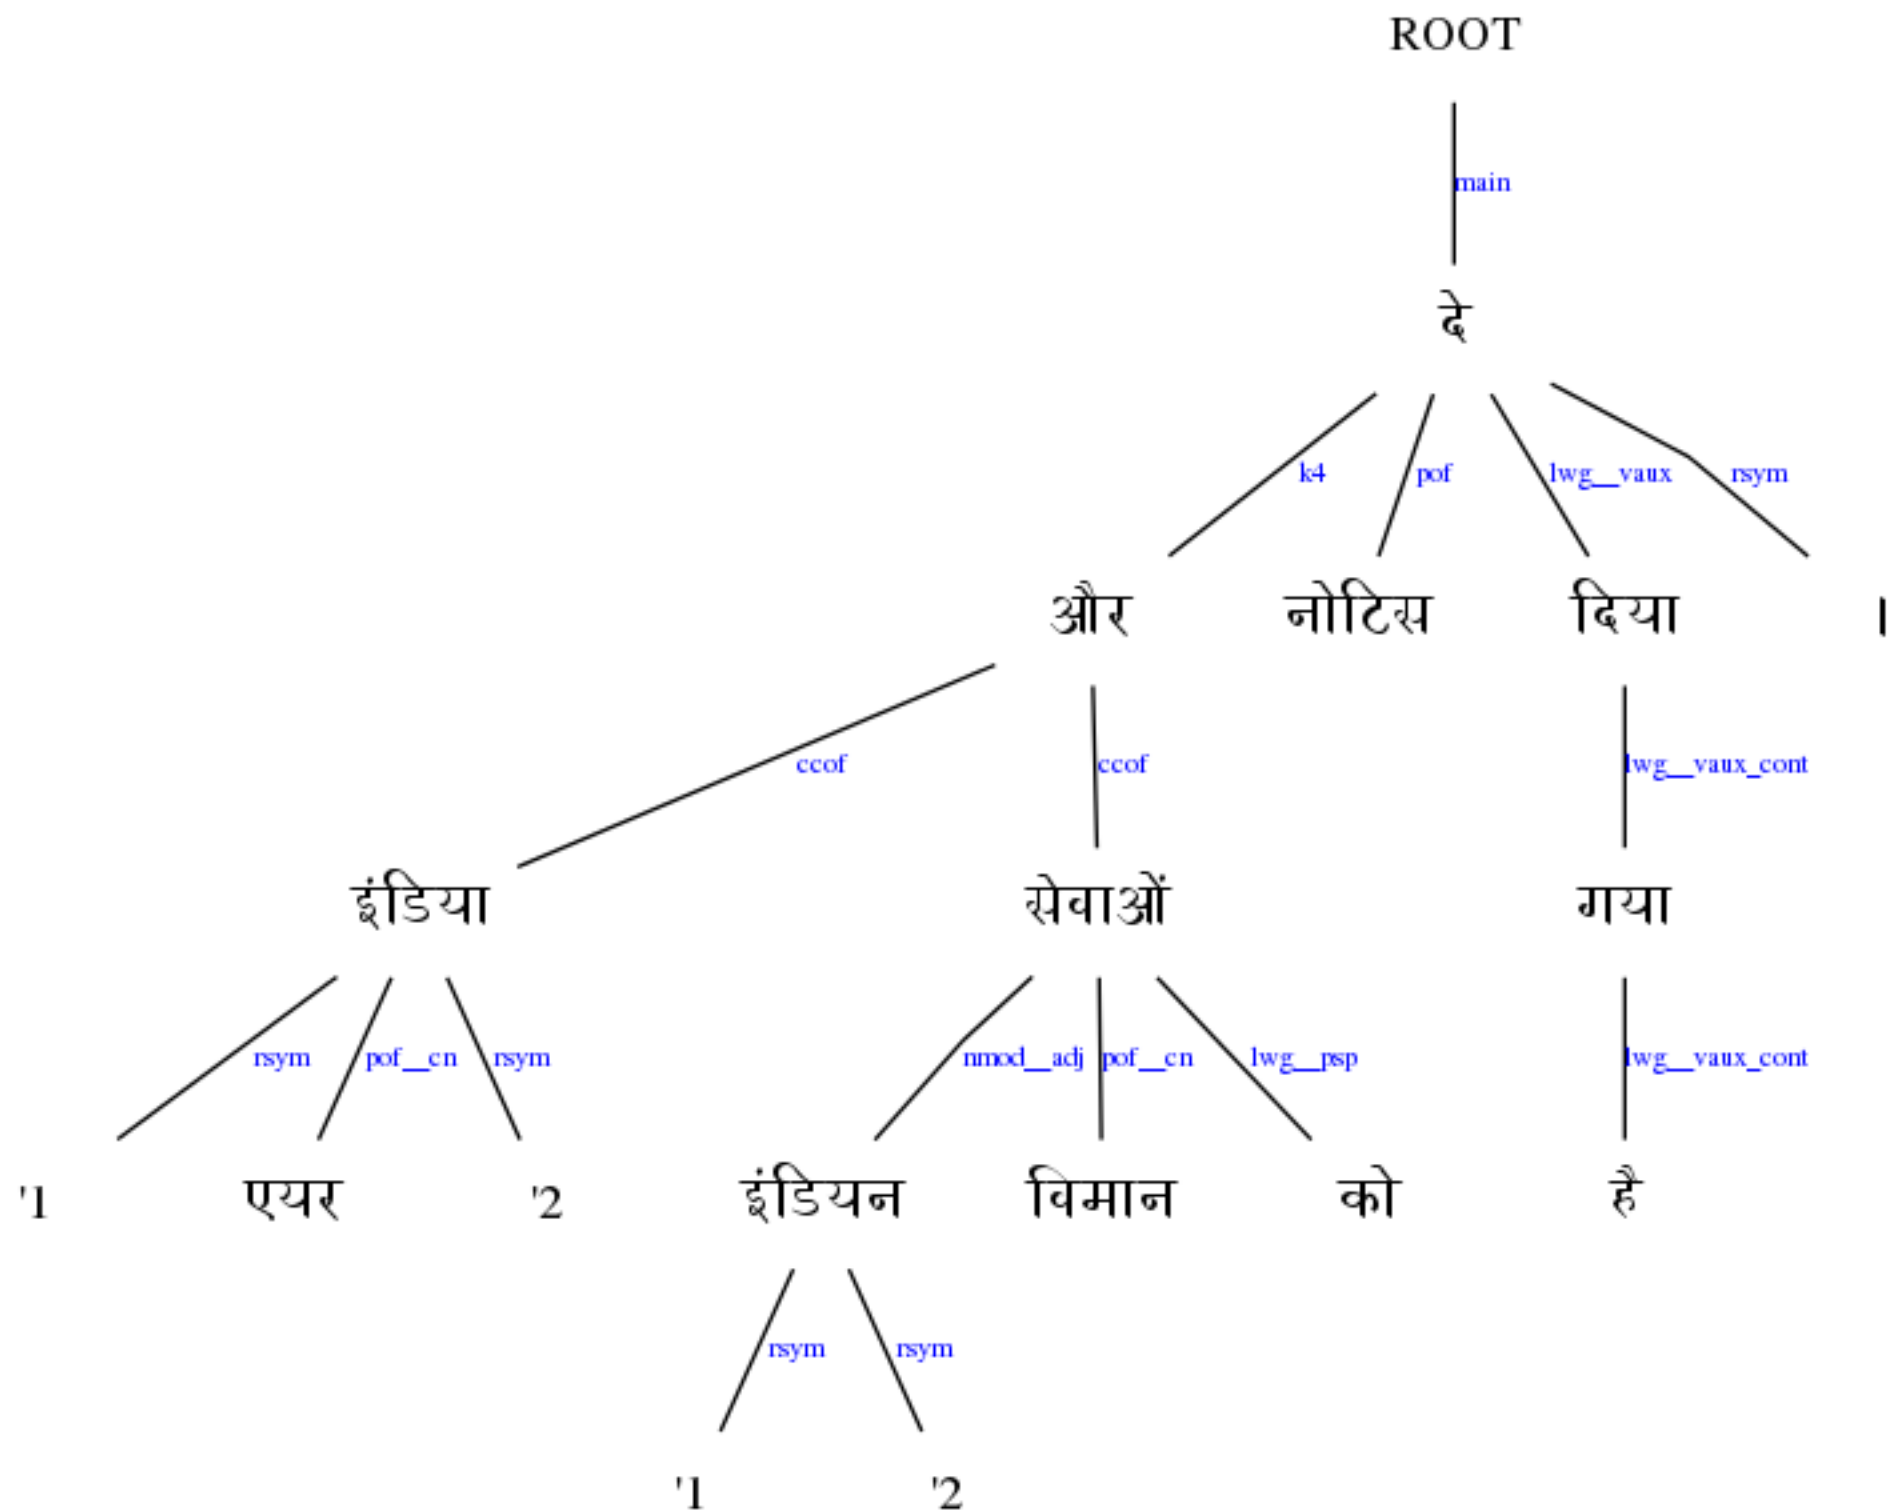 ROOT
main
दे
k4 pof lwg__vaux rsym
और नोटिस दिया ।
ccof ccof lwg__vaux_cont
इंडिया सेवाओं गया
rsym pof__cn rsym nmod__adj pof__cn lwg__psp lwg__vaux_cont
'1 एयर '2 इंडियन विमान को है
rsym rsym
'1 '2